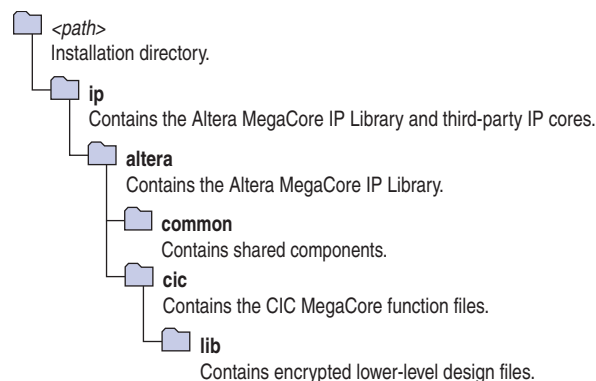 <path>
Installation directory.
ip
Contains the Altera MegaCore IP Library and third-party IP cores.
altera
Contains the Altera MegaCore IP Library.
common
Contains shared components.
cic
Contains the CIC MegaCore function files.
lib
Contains encrypted lower-level design files.